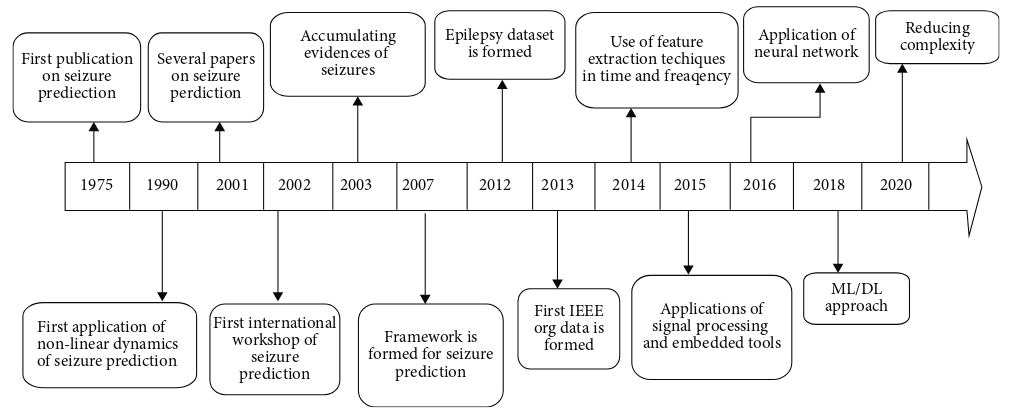 First publication
on seizure
prediection
Several papers
on seizure
perdiction
Accumulating
evidences of
seizures
Epilepsy dataset
is formed
Use of feature
extraction techiques
in time and freaqency
Application of
neural network
Reducing
complexity
1975
1990
2001
2002
2003
2007
2012
2013
2014
2015
2016
2018
2020
First application of
non-linear dynamics
of seizure prediction
First international
workshop of
seizure
prediction
Framework is
formed for seizure
prediction
First IEEE
org data is
formed
Applications of
signal processing
and embedded tools
ML/DL
approach